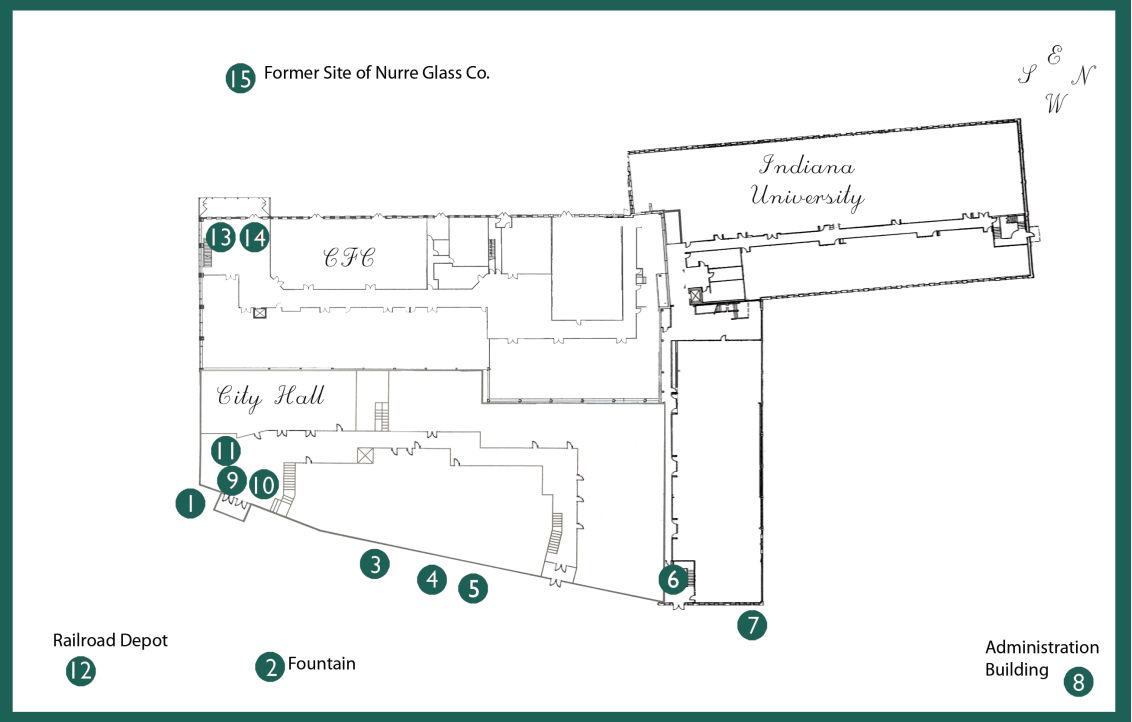 15 Former Site of Nurre Glass Co.
E
S N
W
Indiana
University
13 14
CFC
City Hall
11
9 10
1
3
4
5
6
7
Railroad Depot
12
2 Fountain
Administration
Building
8